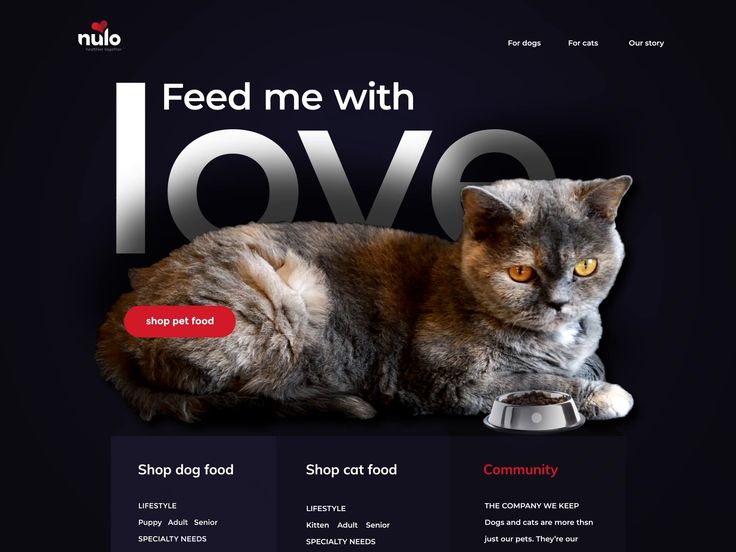 nulo
healthier together
For dogs For cats Our story
Feed me with
love
shop pet food
Shop dog food
LIFESTYLE
Puppy Adult Senior
SPECIALTY NEEDS
Shop cat food
LIFESTYLE
Kitten Adult Senior
SPECIALTY NEEDS
Community
THE COMPANY WE KEEP
Dogs and cats are more thsn
just our pets. They’re our